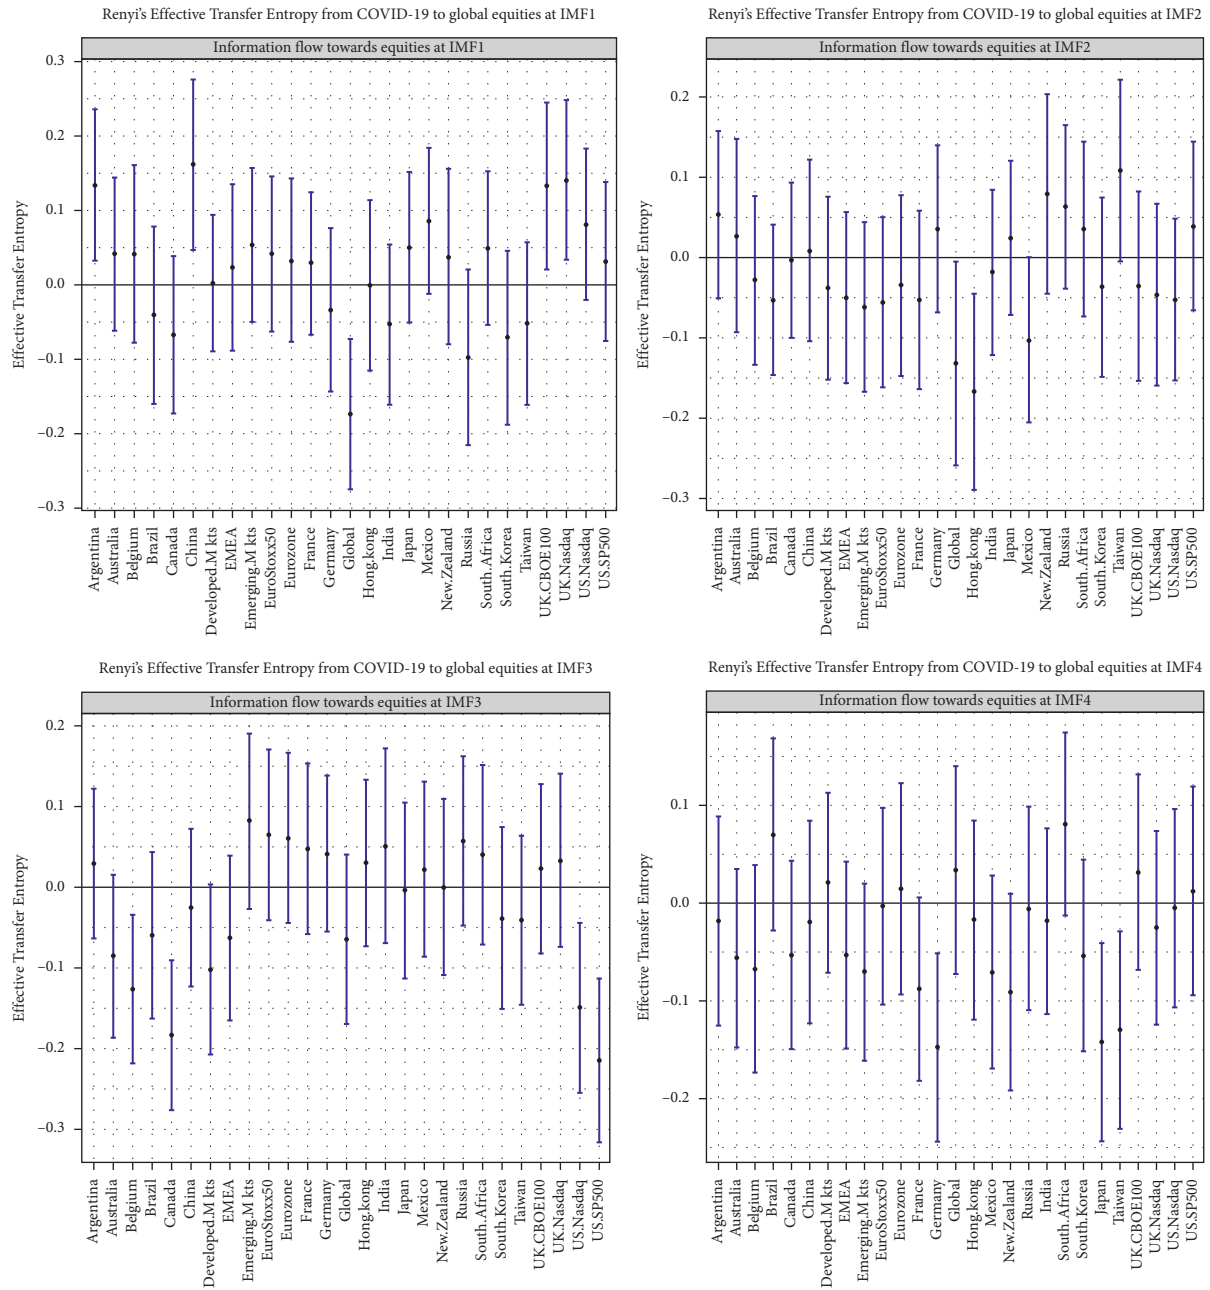 Renyi's Effective Transfer Entropy from COVID-19 to global equities at IMF1
Information flow towards equities at IMF1
Effective Transfer Entropy
0.3
0.2
0.1
0.0
−0.1
−0.2
−0.3
Argentina
Australia
Belgium
Brazil
Canada
China
Developed.M kts
EMEA
Emerging.M kts
EuroStoxx50
Eurozone
France
Germany
Global
Hong.kong
India
Japan
Mexico
New.Zealand
Russia
South.Africa
South.Korea
Taiwan
UK.CBOE100
UK.Nasdaq
US.Nasdaq
US.SP500
Renyi's Effective Transfer Entropy from COVID-19 to global equities at IMF2
Information flow towards equities at IMF2
Effective Transfer Entropy
0.2
0.1
0.0
−0.1
−0.2
−0.3
Argentina
Australia
Belgium
Brazil
Canada
China
Developed.M kts
EMEA
Emerging.M kts
EuroStoxx50
Eurozone
France
Germany
Global
Hong.kong
India
Japan
Mexico
New.Zealand
Russia
South.Africa
South.Korea
Taiwan
UK.CBOE100
UK.Nasdaq
US.Nasdaq
US.SP500
Renyi's Effective Transfer Entropy from COVID-19 to global equities at IMF3
Information flow towards equities at IMF3
Effective Transfer Entropy
0.2
0.1
0.0
−0.1
−0.2
−0.3
Argentina
Australia
Belgium
Brazil
Canada
China
Developed.M kts
EMEA
Emerging.M kts
EuroStoxx50
Eurozone
France
Germany
Global
Hong.kong
India
Japan
Mexico
New.Zealand
Russia
South.Africa
South.Korea
Taiwan
UK.CBOE100
UK.Nasdaq
US.Nasdaq
US.SP500
Renyi's Effective Transfer Entropy from COVID-19 to global equities at IMF4
Information flow towards equities at IMF4
Effective Transfer Entropy
0.1
0.0
−0.1
−0.2
Argentina
Australia
Belgium
Brazil
Canada
China
Developed.M kts
EMEA
Emerging.M kts
EuroStoxx50
Eurozone
France
Germany
Global
Hong.kong
Mexico
New.Zealand
Russia
India
South.Africa
South.Korea
Japan
Taiwan
UK.CBOE100
UK.Nasdaq
US.Nasdaq
US.SP500